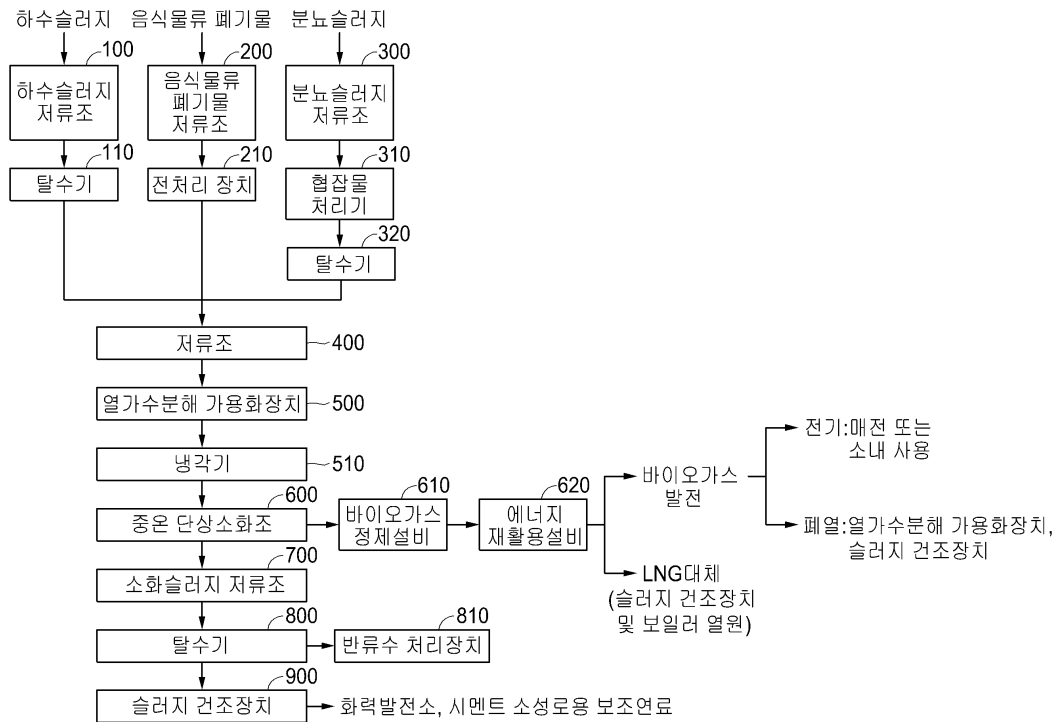 하수슬러지 음식물류 폐기물 분뇨슬러지
100
200
300
하수슬러지
저류조
음식물류
폐기물
저류조
분뇨슬러지
저류조
110
210
310
탈수기
전처리 장치
협잡물
처리기
320
탈수기
저류조
400
열가수분해 가용화장치
500
냉각기
510
600
중온 단상소화조
610
바이오가스
정제설비
620
에너지
재활용설비
바이오가스
발전
전기:매전 또는
소내 사용
폐열:열가수분해 가용화장치,
슬러지 건조장치
LNG대체
(슬러지 건조장치
및 보일러 열원)
700
소화슬러지 저류조
800
탈수기
810
반류수 처리장치
900
슬러지 건조장치
화력발전소, 시멘트 소성로용 보조연료